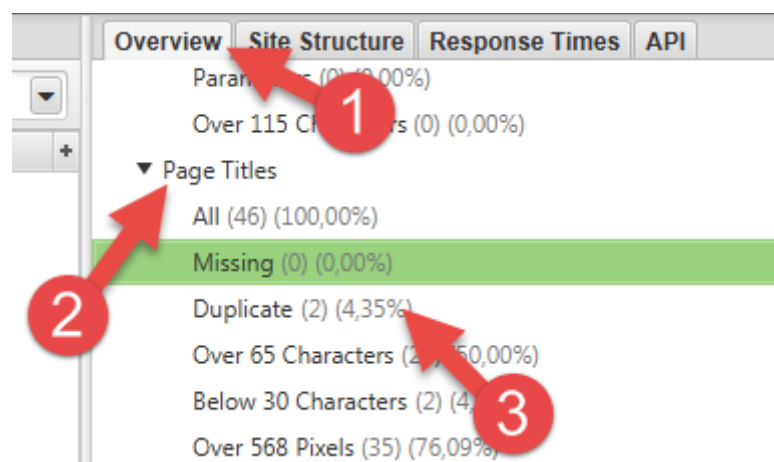 Overview Site Structure Response Times API
(0,00%)
Over 115 (0) (0,00%)
1
+
Page Titles
All (46) (100,00%)
Missing (0) (0,00%)
2
Duplicate (2) (4,35%)
Over 65 Characters
Below 30 Characters (2)
3
Over 568 Pixels (35) (76,09%)